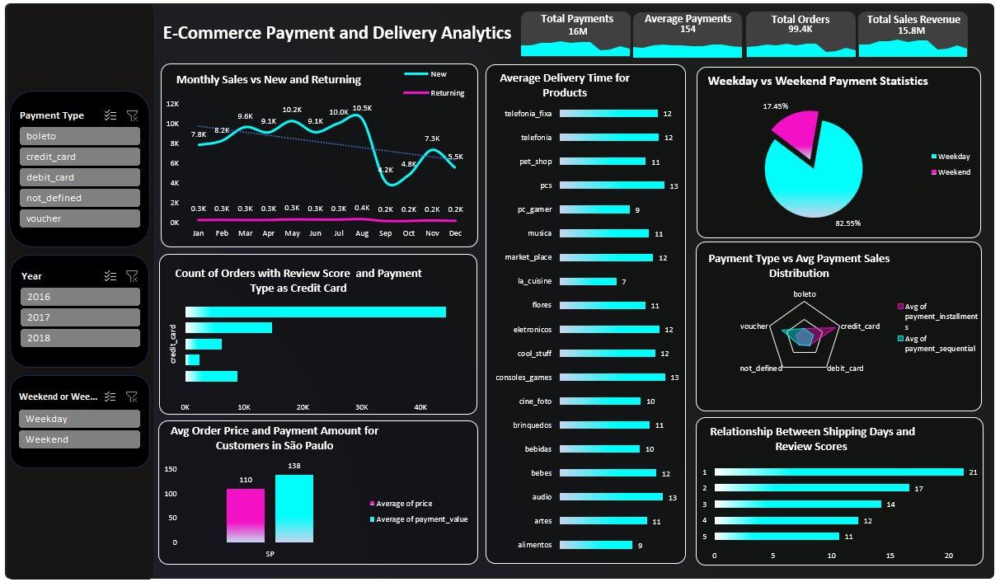 E-Commerce Payment and Delivery Analytics
Total Payments
16M
Average Payments
154
Total Orders
99.4K
Total Sales Revenue
15.8M
Payment Type
boleto
credit_card
debit_card
not_defined
voucher
Year
2016
2017
2018
Weekend or Wee...
Weekday
Weekend
Monthly Sales vs New and Returning
New
Returning
12K
10K
8K
6K
4K
2K
0K
7.8K
8.2K
9.6K
9.1K
10.2K
9.1K
10.0K
10.5K
4.2K
4.8K
7.3K
5.5K
0.3K
0.3K
0.3K
0.3K
0.3K
0.3K
0.3K
0.4K
0.2K
0.2K
0.2K
0.2K
Jan
Feb
Mar
Apr
May
Jun
Jul
Aug
Sep
Oct
Nov
Dec
Count of Orders with Review Score and Payment
Type as Credit Card
credit_card
0K
10K
20K
30K
40K
Avg Order Price and Payment Amount for
Customers in São Paulo
150
100
50
0
110
138
SP
Average of price
Average of payment_value
Average Delivery Time for
Products
telefonia_fixa 12
telefonia 12
pet_shop 11
pcs 13
pc_gamer 9
musica 11
market_place 12
la_cuisine 7
flores 11
eletronicos 12
cool_stuff 12
consoles_games 13
cine_foto 10
brinquedos 11
bebidas 10
bebes 12
audio 13
artes 11
alimentos 9
Weekday vs Weekend Payment Statistics
17.45%
82.55%
Weekday
Weekend
Payment Type vs Avg Payment Sales
Distribution
boleto
credit_card
debit_card
not_defined
voucher
Avg of
payment_installment
s
Avg of
payment_sequential
Relationship Between Shipping Days and
Review Scores
1 21
2 17
3 14
4 12
5 11
0
5
10
15
20